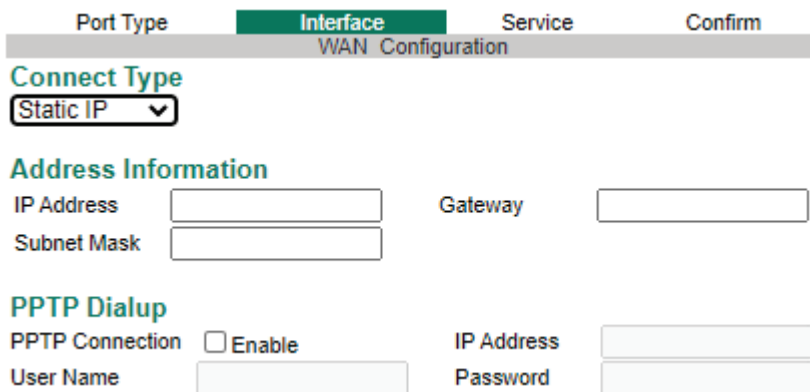 Port Type Interface Service Confirm
WAN Configuration
Connect Type
Static IP
Address Information
IP Address Gateway
Subnet Mask
PPTP Dialup
PPTP Connection Enable IP Address
User Name Password